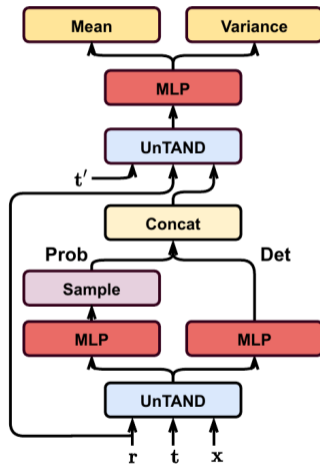 Mean Variance
MLP
UnTAND
t′
Concat
Prob Det
Sample
MLP MLP
UnTAND
r t x